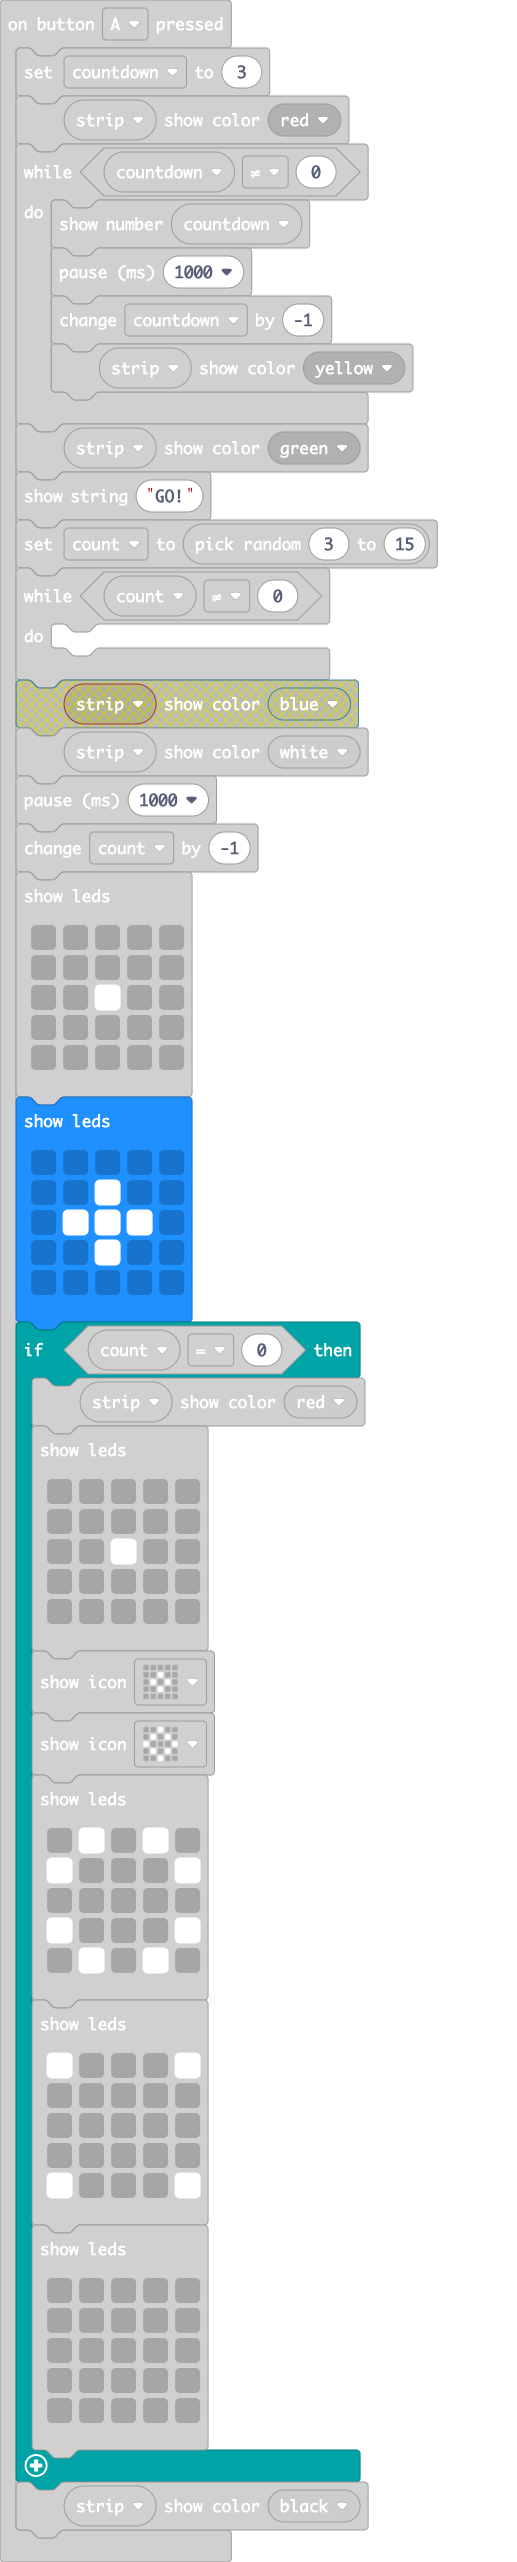 on button A pressed
set countdown to 3
strip show color red
while countdown ≠ 0
do
show number countdown
pause (ms) 1000
change countdown by -1
strip show color yellow
strip show color green
show string "GO!"
set count to pick random 3 to 15
while count ≠ 0
do
strip show color blue
strip show color white
pause (ms) 1000
change count by -1
show leds
show leds
if count = 0 then
strip show color red
show leds
show icon
show icon
show leds
show leds
show leds
strip show color black